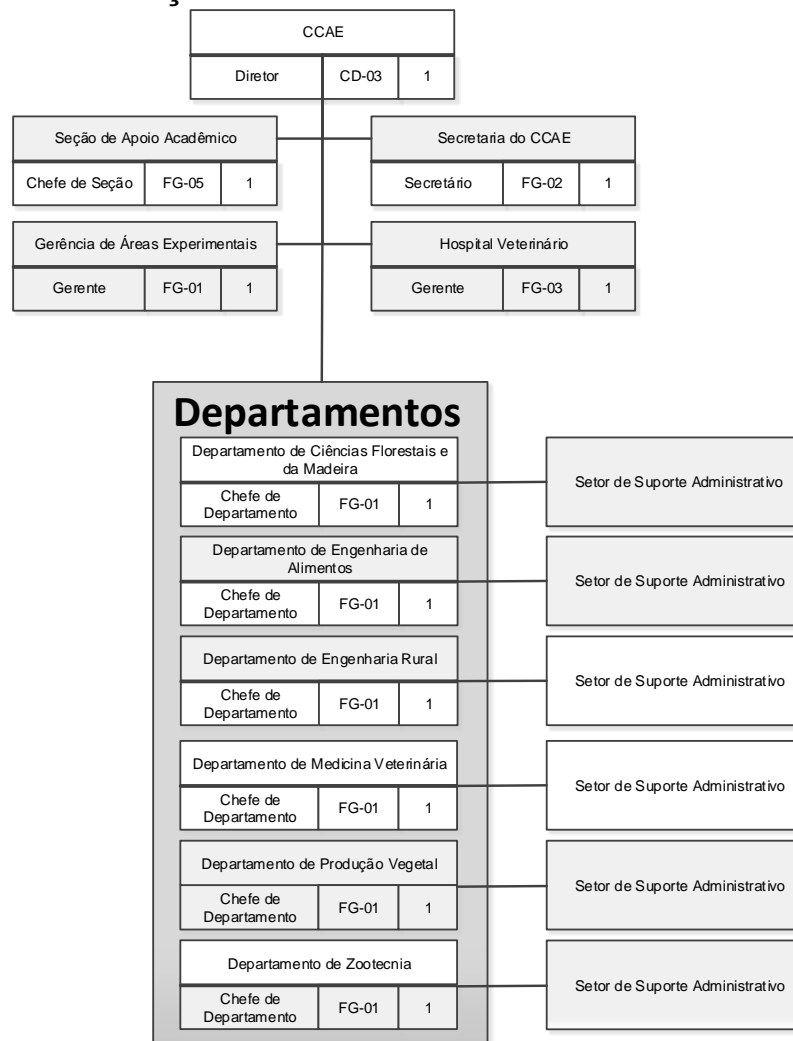 CCAE
Diretor CD-03 1
Seção de Apoio Acadêmico
Chefe de Seção FG-05 1
Secretaria do CCAE
Secretário FG-02 1
Gerência de Áreas Experimentais
Gerente FG-01 1
Hospital Veterinário
Gerente FG-03 1
Departamentos
Departamento de Ciências Florestais e
da Madeira
Chefe de
Departamento FG-01 1
Setor de Suporte Administrativo
Departamento de Engenharia de
Alimentos
Chefe de
Departamento FG-01 1
Setor de Suporte Administrativo
Departamento de Engenharia Rural
Chefe de
Departamento FG-01 1
Setor de Suporte Administrativo
Departamento de Medicina Veterinária
Chefe de
Departamento FG-01 1
Setor de Suporte Administrativo
Departamento de Produção Vegetal
Chefe de
Departamento FG-01 1
Setor de Suporte Administrativo
Departamento de Zootecnia
Chefe de
Departamento FG-01 1
Setor de Suporte Administrativo